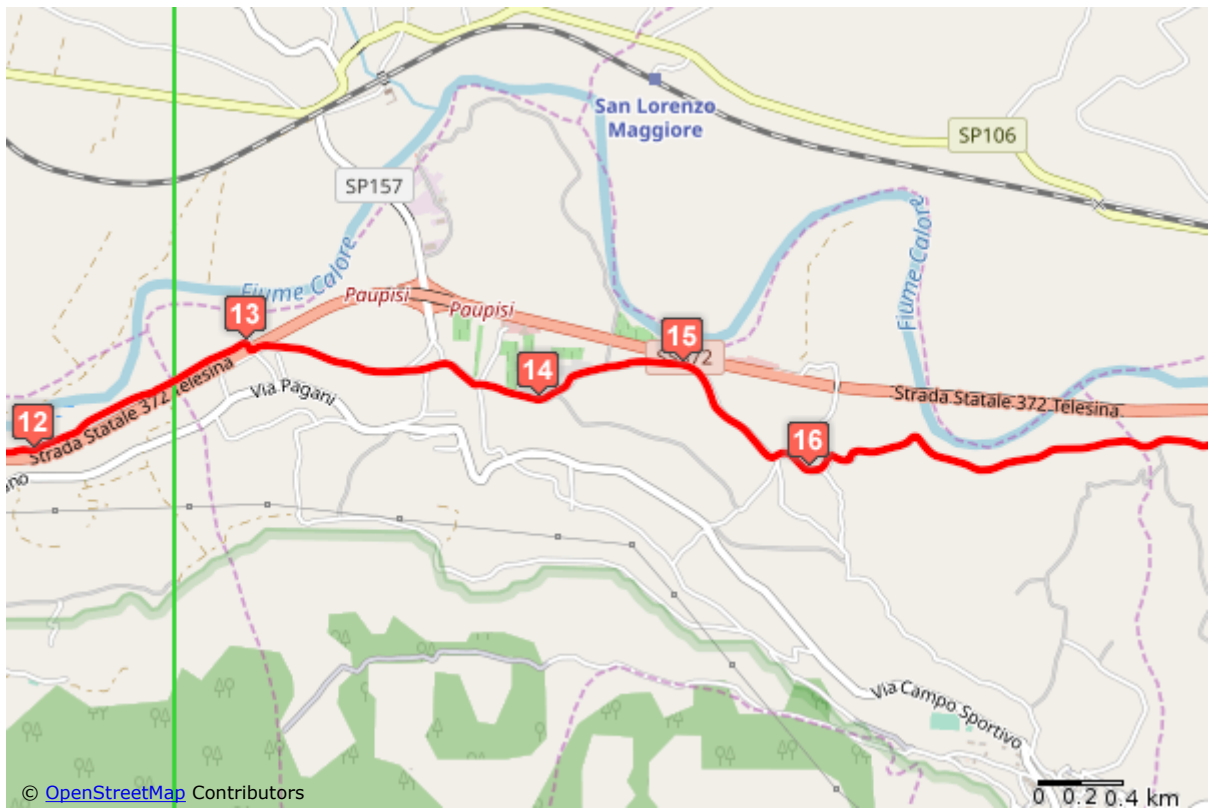 San Lorenzo
Maggiore
SP106
SP157
Fiume Calore
Fiume Calore
Paupisi
Paupisi
13
15
14
Via Pagani
Strada Statale 372 Telesina
12
16
Strada Statale 372 Telesina
Via Campo Sportivo
© OpenStreetMap Contributors
0 0.2 0.4 km